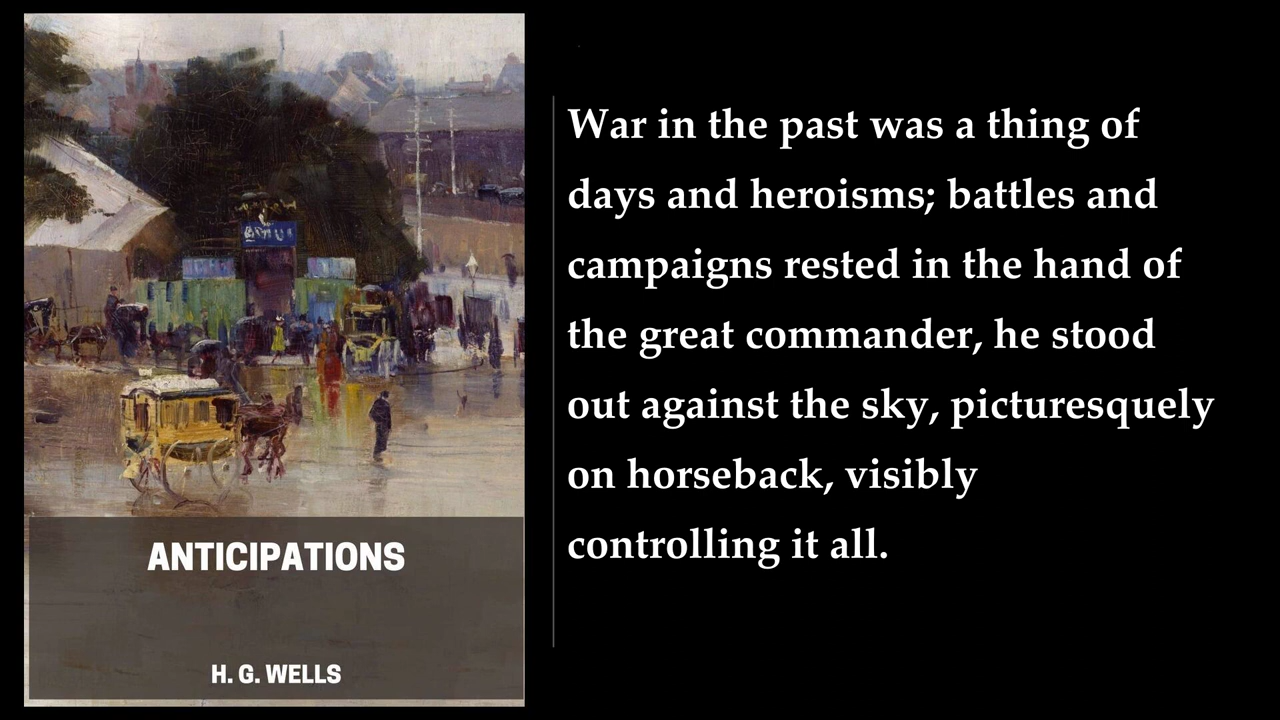 ANTICIPATIONS
H. G. WELLS
War in the past was a thing of
days and heroisms; battles and
campaigns rested in the hand of
the great commander, he stood
out against the sky, picturesquely
on horseback, visibly
controlling it all.